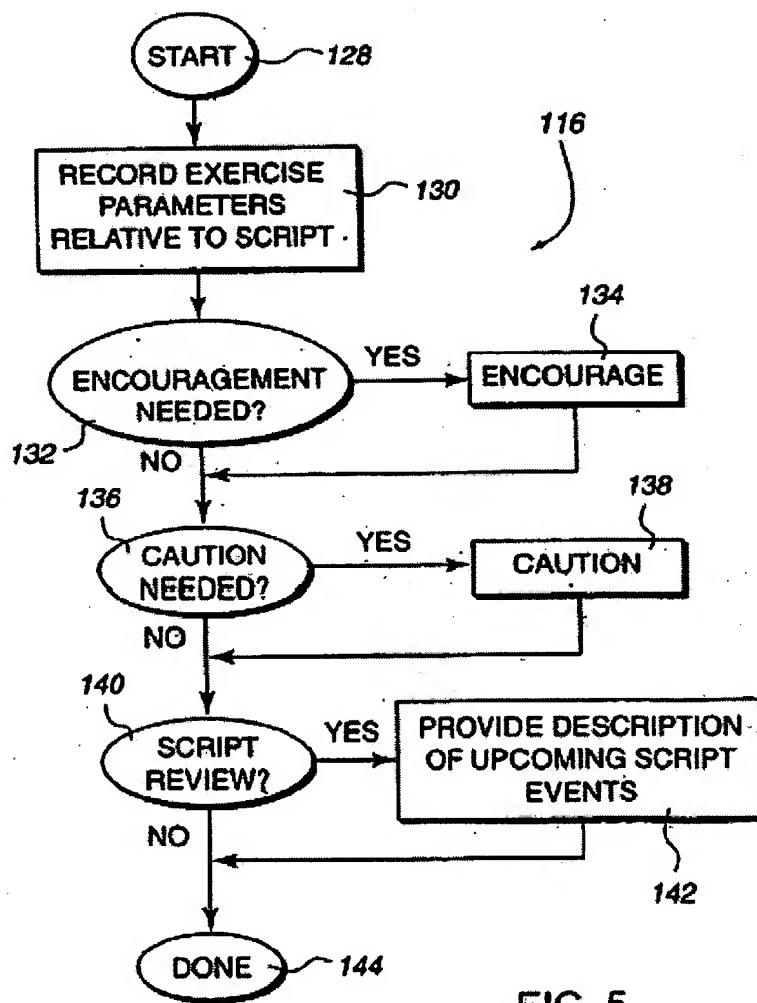 START
128
116
RECORD EXERCISE
PARAMETERS
RELATIVE TO SCRIPT
130
134
ENCOURAGEMENT
NEEDED?
YES
ENCOURAGE
132
NO
136
138
CAUTION
NEEDED?
YES
CAUTION
NO
140
SCRIPT
REVIEW?
YES
PROVIDE DESCRIPTION
OF UPCOMING SCRIPT
EVENTS
NO
142
DONE
144
FIG. 5